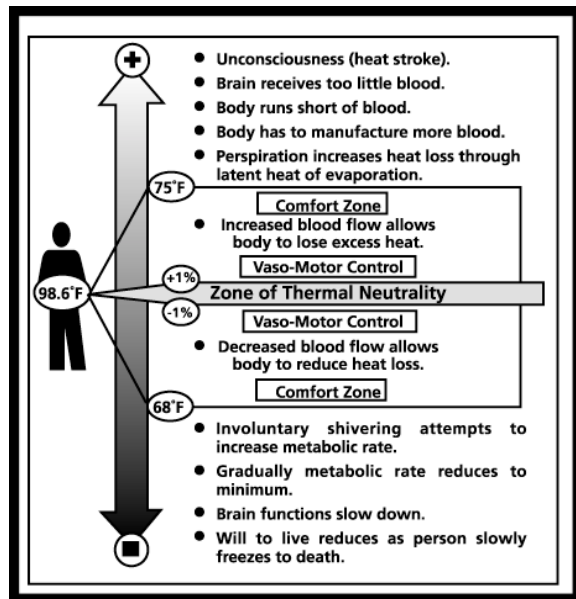 ● Unconsciousness (heat stroke).
● Brain receives too little blood.
● Body runs short of blood.
● Body has to manufacture more blood.
● Perspiration increases heat loss through
latent heat of evaporation.
75°F
Comfort Zone
● Increased blood flow allows
body to lose excess heat.
Vaso-Motor Control
+1%
98.6°F
Zone of Thermal Neutrality
-1%
Vaso-Motor Control
● Decreased blood flow allows
body to reduce heat loss.
Comfort Zone
68°F
● Involuntary shivering attempts to
increase metabolic rate.
● Gradually metabolic rate reduces to
minimum.
● Brain functions slow down.
● Will to live reduces as person slowly
freezes to death.